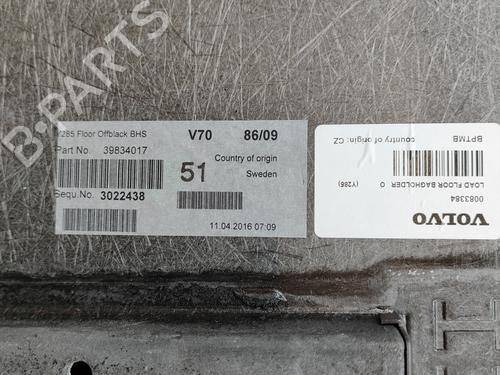 B-PARTS
Y285 Floor Offblack BHS
V70
86/09
Part No. 39834017
51
Country of origin
Sweden
Sequ.No. 3022438
11.04.2016 07:09
VOLVO
0083384
LOAD FLOOR BAGHOLDER O (Y286)
country of origin: CZ
BPTMB